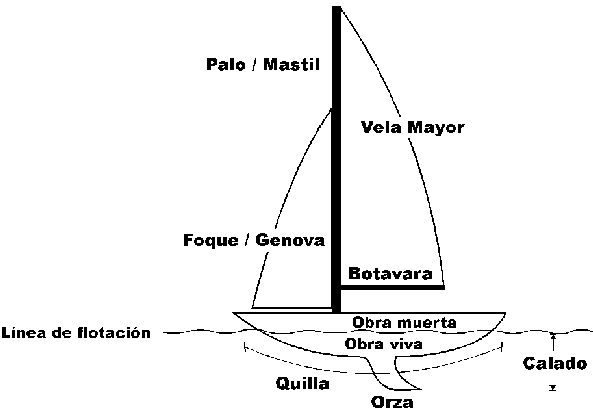 Palo / Mastil
Vela Mayor
Foque / Genova
Botavara
Obra muerta
Línea de flotación
Obra viva
Calado
Quilla
Orza